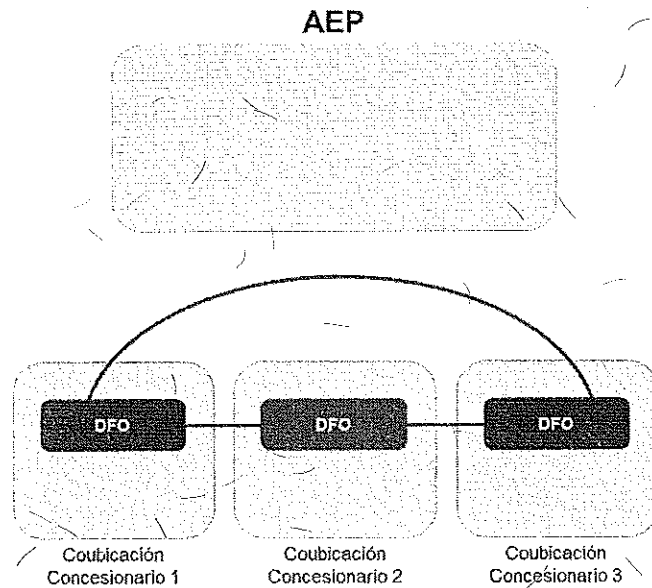 AEP
DFO
DFO
DFO
Coubicación
Concesionario 1
Coubicación
Concesionario 2
Coubicación
Concesionario 3